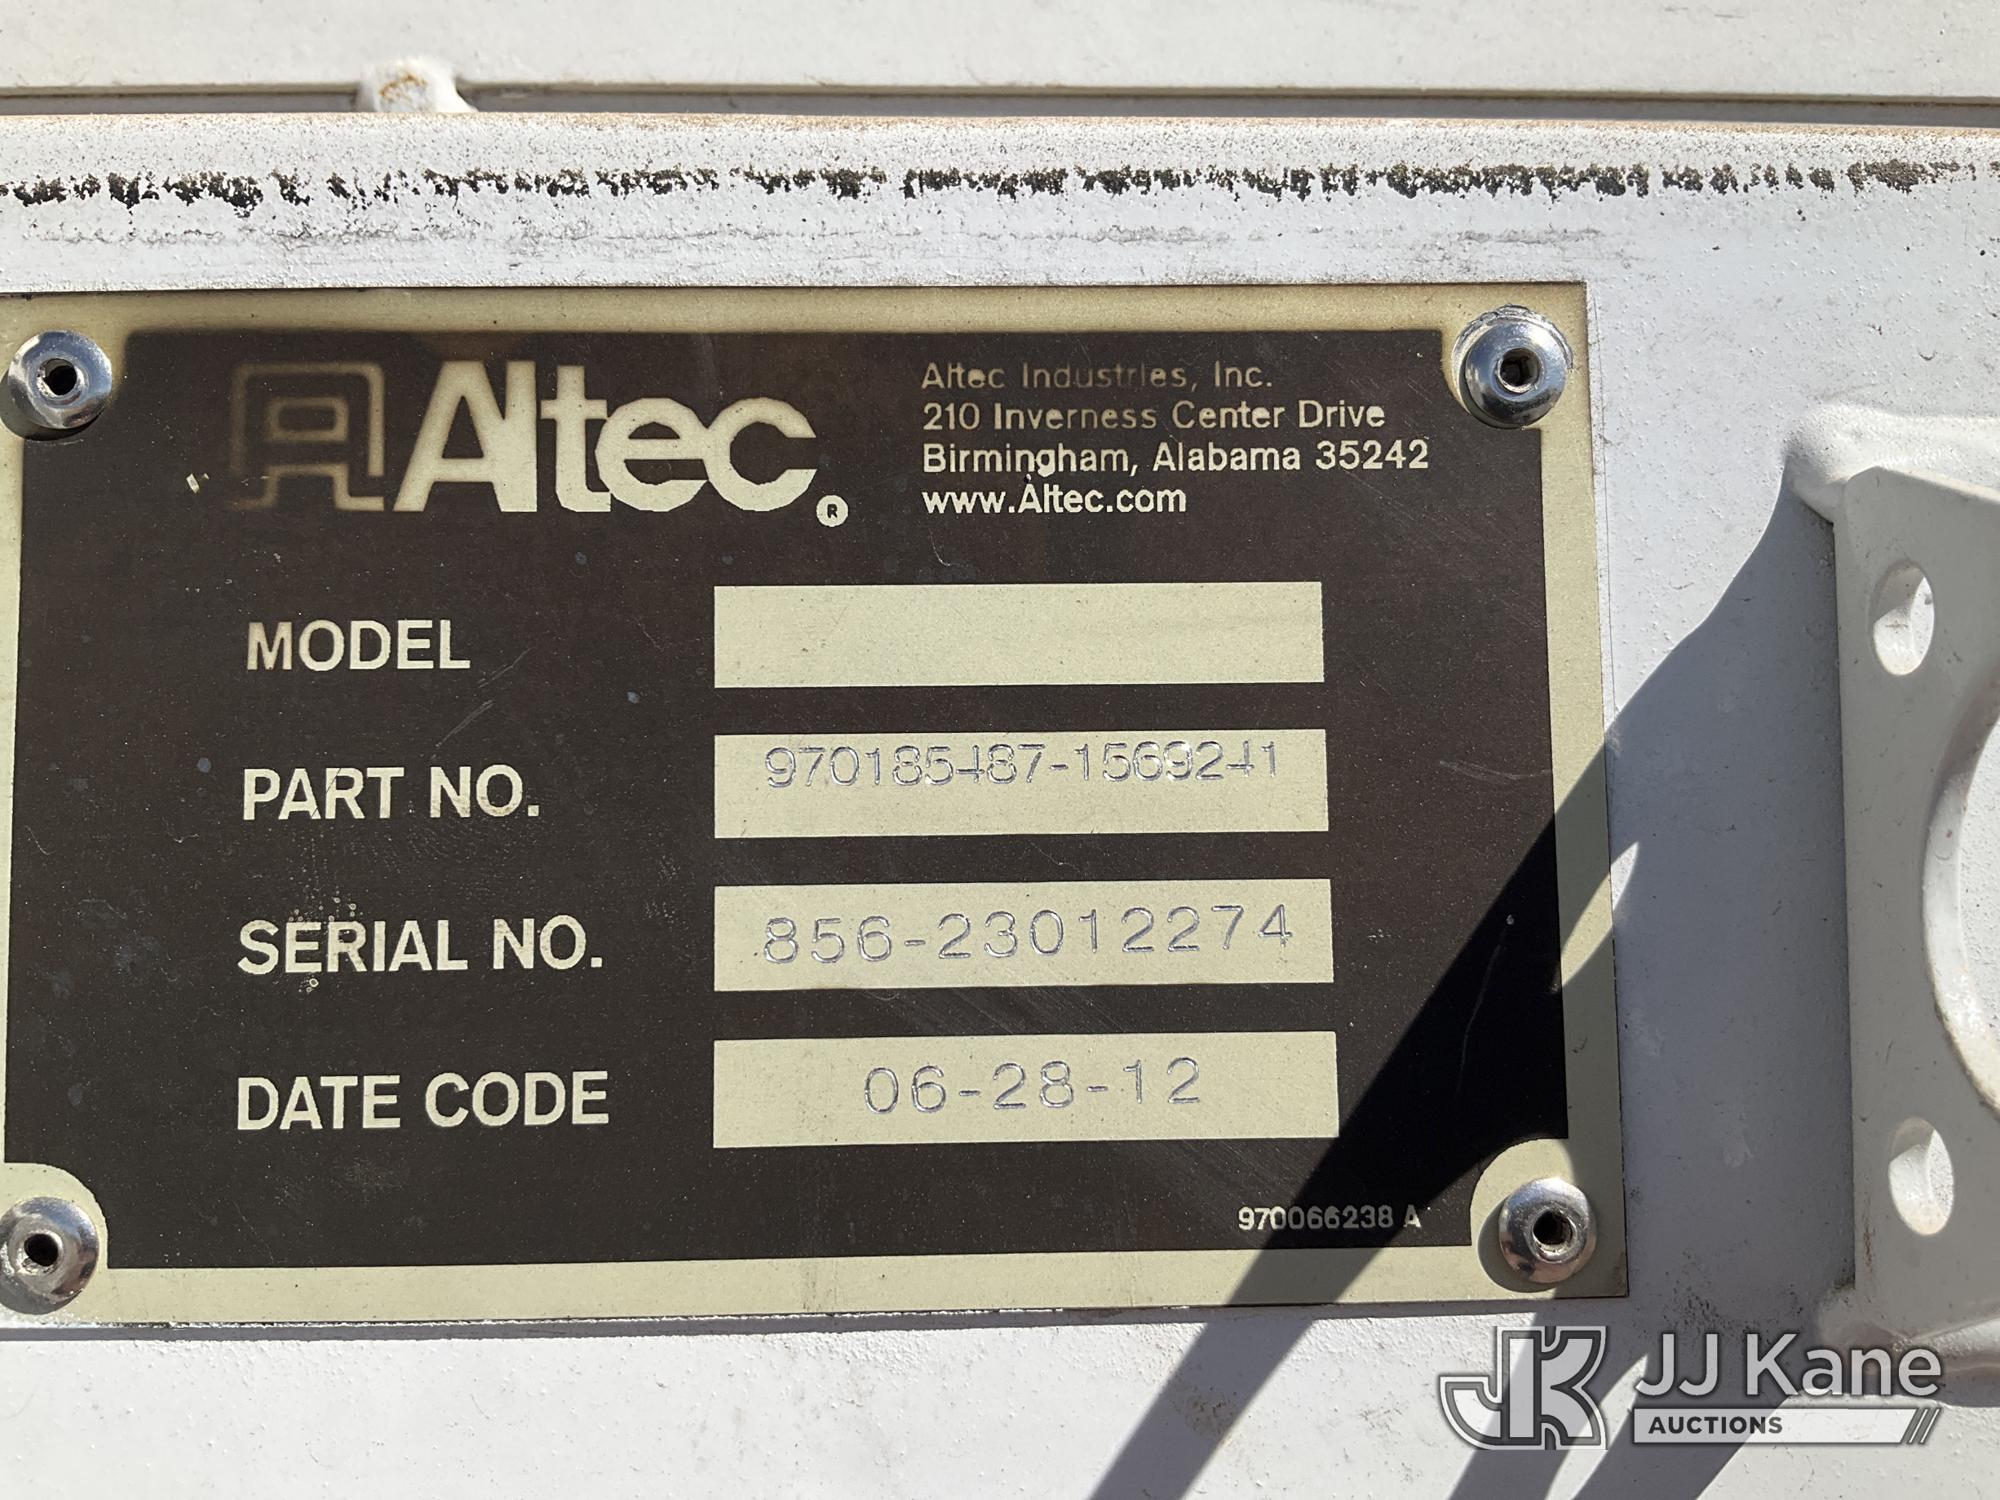 Altec®
Altec Industries, Inc.
210 Inverness Center Drive
Birmingham, Alabama 35242
www.Altec.com
MODEL
PART NO. 970185487-1569241
SERIAL NO. 856-23012274
DATE CODE 06-28-12
970066238 A
JK JJ Kane
AUCTIONS